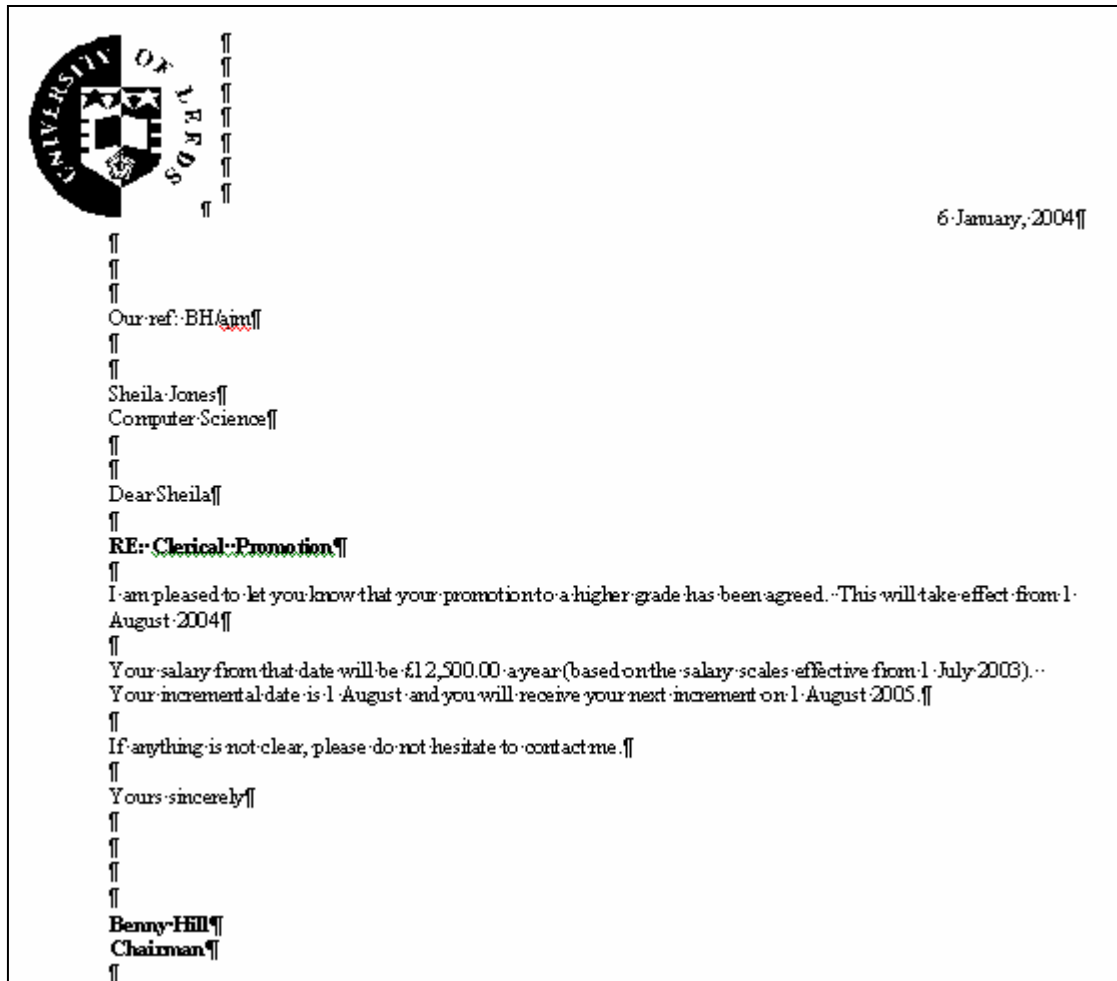 UNIVERSITY OF LEEDS
6 January, 2004¶
Our ref: BH/ajm¶
Sheila Jones¶
Computer Science¶
Dear Sheila¶
RE: Clerical Promotion¶
I am pleased to let you know that your promotion to a higher grade has been agreed. This will take effect from 1
August 2004¶
Your salary from that date will be £12,500.00 a year (based on the salary scales effective from 1 July 2003).
Your incremental date is 1 August and you will receive your next increment on 1 August 2005.¶
If anything is not clear, please do not hesitate to contact me.¶
Yours sincerely¶
Benny Hill¶
Chairman¶